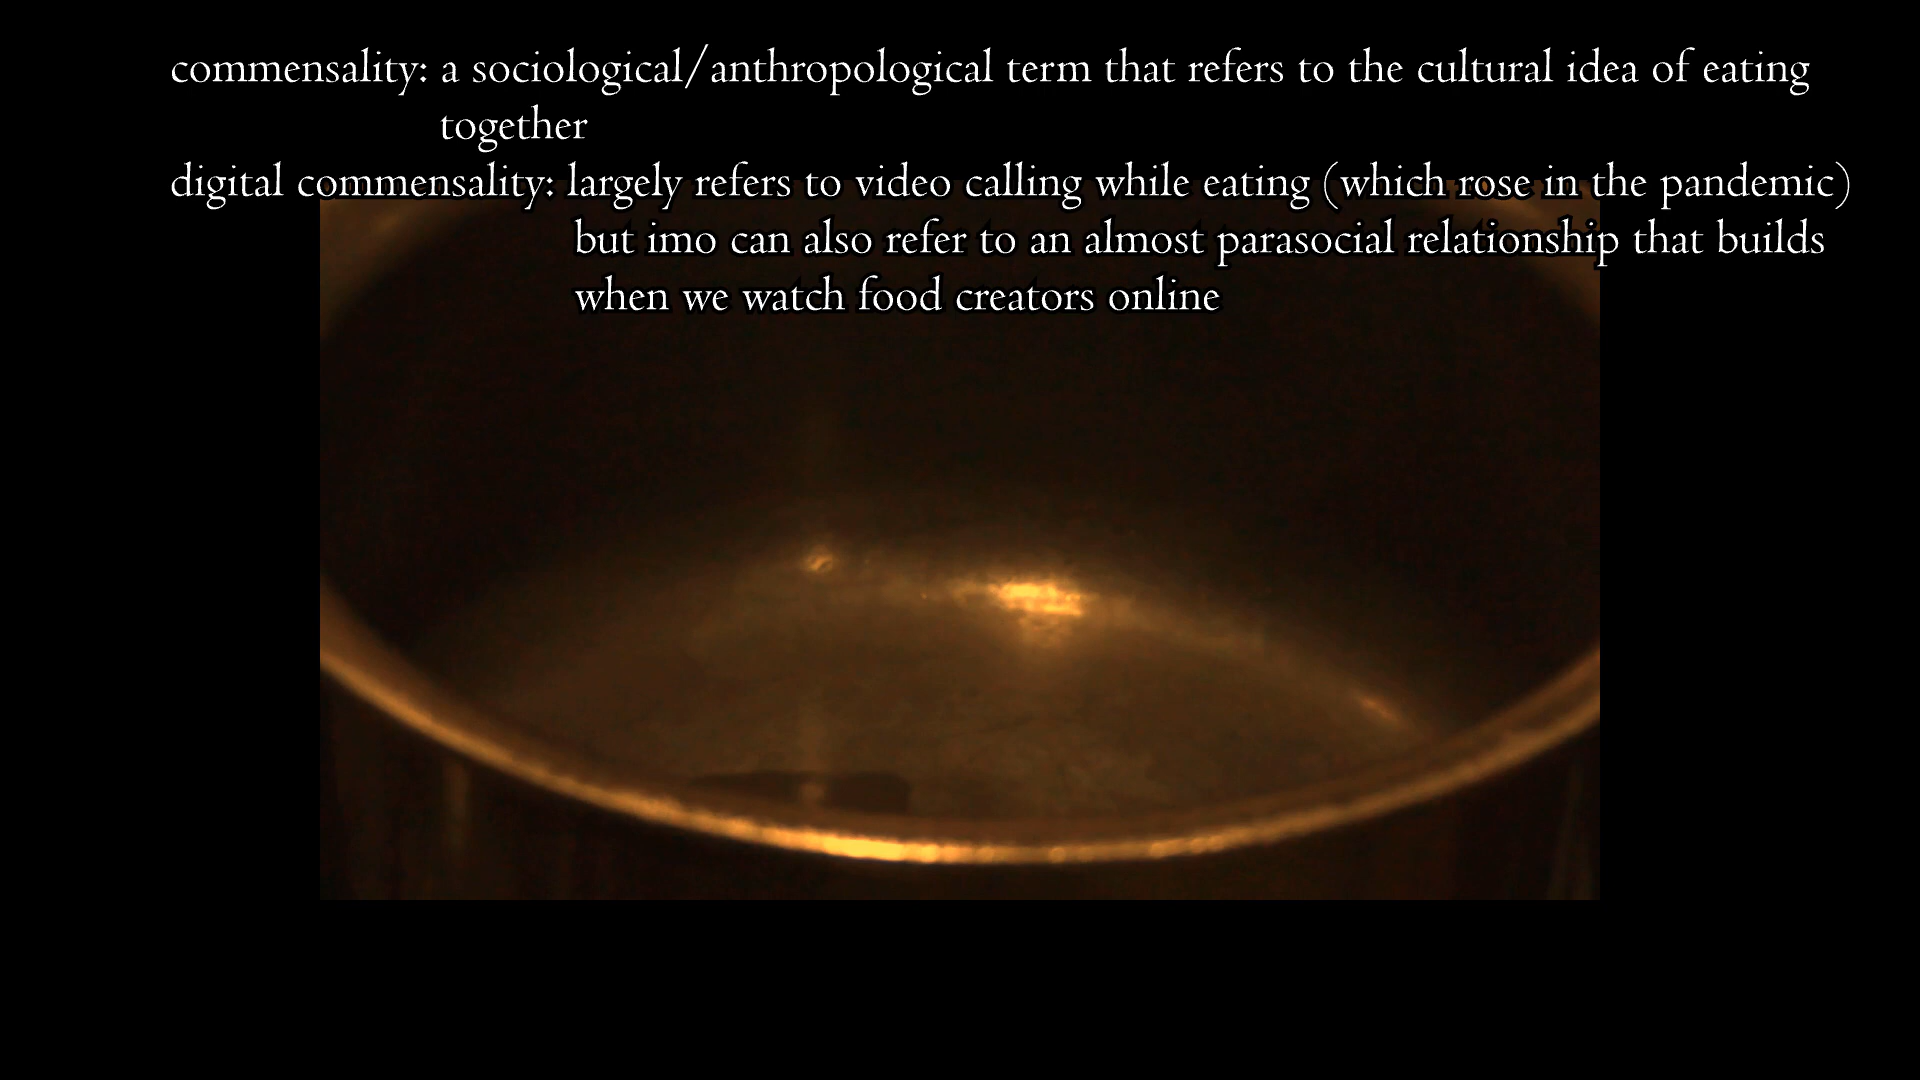 commensality: a sociological/anthropological term that refers to the cultural idea of eating
together
digital commensality: largely refers to video calling while eating (which rose in the pandemic)
but imo can also refer to an almost parasocial relationship that builds
when we watch food creators online